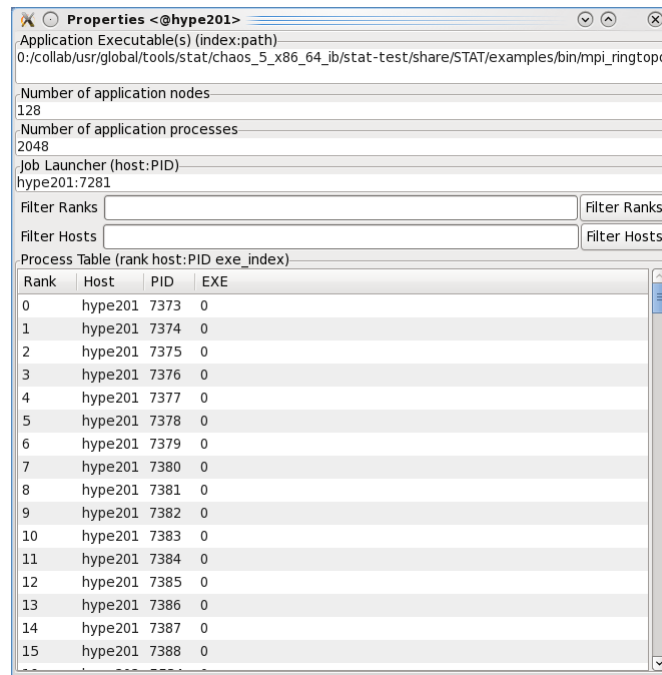 Properties <@hype201>
Application Executable(s) (index:path)
0:/collab/usr/global/tools/stat/chaos_5_x86_64_ib/stat-test/share/STAT/examples/bin/mpi_ringtopo
Number of application nodes
128
Number of application processes
2048
Job Launcher (host:PID)
hype201:7281
Filter Ranks Filter Ranks
Filter Hosts Filter Hosts
Process Table (rank host:PID exe_index)
Rank Host PID EXE
0 hype201 7373 0
1 hype201 7374 0
2 hype201 7375 0
3 hype201 7376 0
4 hype201 7377 0
5 hype201 7378 0
6 hype201 7379 0
7 hype201 7380 0
8 hype201 7381 0
9 hype201 7382 0
10 hype201 7383 0
11 hype201 7384 0
12 hype201 7385 0
13 hype201 7386 0
14 hype201 7387 0
15 hype201 7388 0